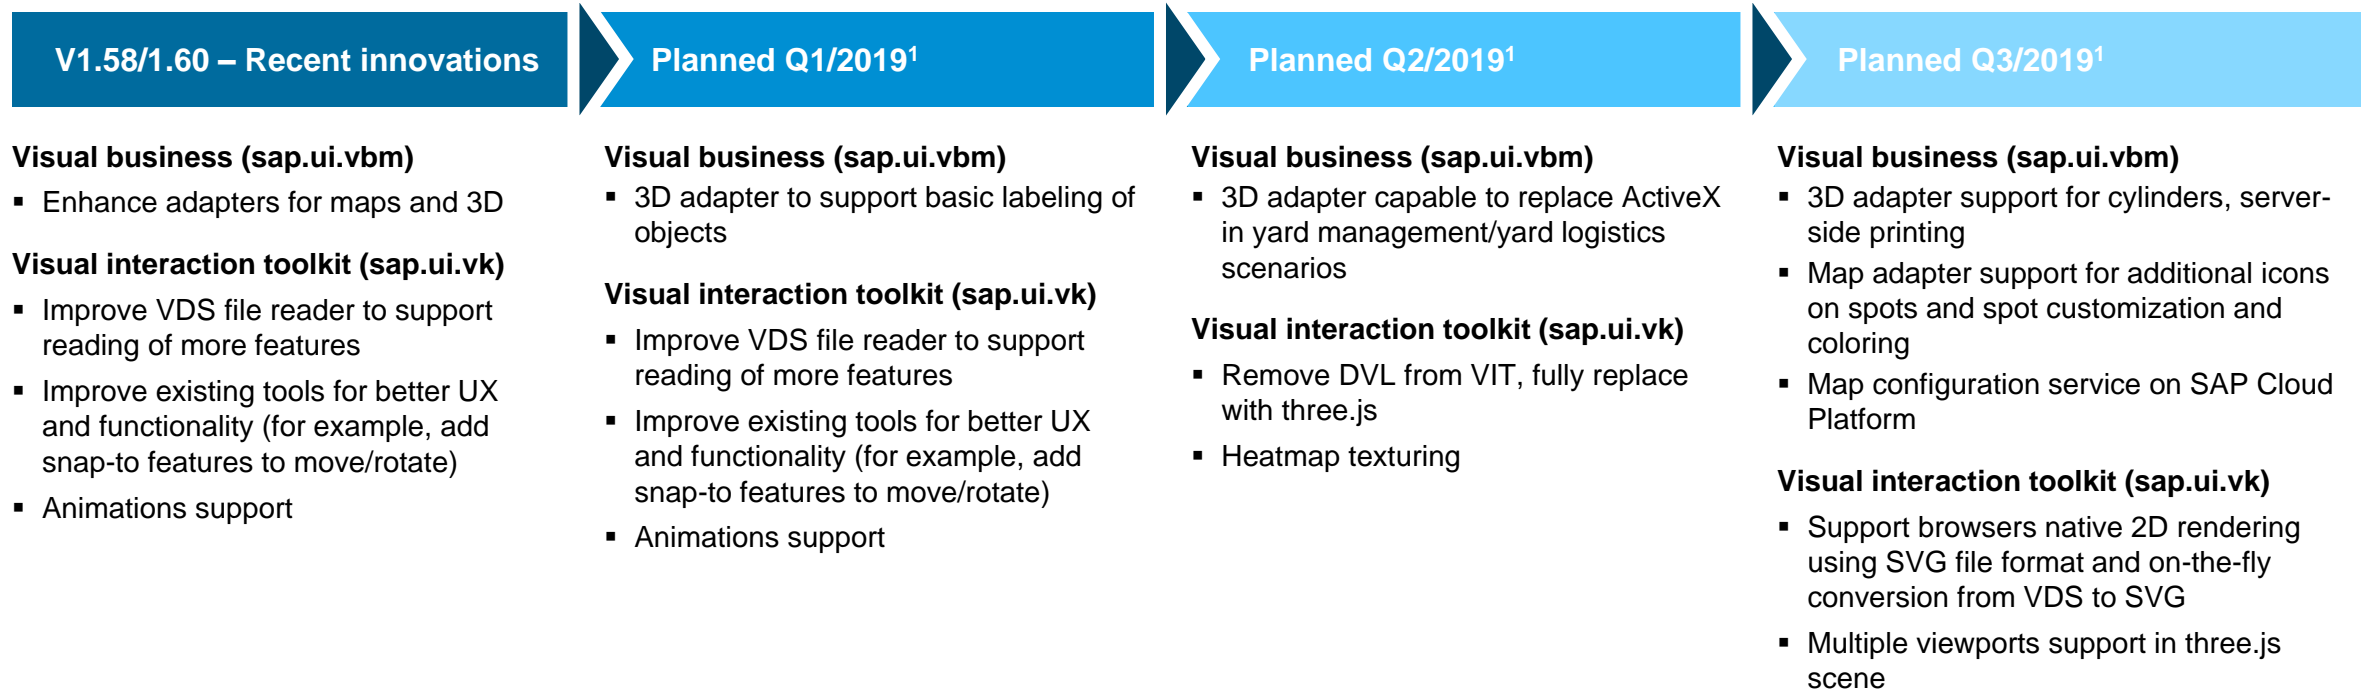 V1.58/1.60 – Recent innovations
Visual business (sap.ui.vbm)
▪ Enhance adapters for maps and 3D
Visual interaction toolkit (sap.ui.vk)
▪ Improve VDS file reader to support
reading of more features
▪ Improve existing tools for better UX
and functionality (for example, add
snap-to features to move/rotate)
▪ Animations support
Planned Q1/2019¹
Visual business (sap.ui.vbm)
▪ 3D adapter to support basic labeling of
objects
Visual interaction toolkit (sap.ui.vk)
▪ Improve VDS file reader to support
reading of more features
▪ Improve existing tools for better UX
and functionality (for example, add
snap-to features to move/rotate)
▪ Animations support
Planned Q2/2019¹
Visual business (sap.ui.vbm)
▪ 3D adapter capable to replace ActiveX
in yard management/yard logistics
scenarios
Visual interaction toolkit (sap.ui.vk)
▪ Remove DVL from VIT, fully replace
with three.js
▪ Heatmap texturing
Planned Q3/2019¹
Visual business (sap.ui.vbm)
▪ 3D adapter support for cylinders, server-
side printing
▪ Map adapter support for additional icons
on spots and spot customization and
coloring
▪ Map configuration service on SAP Cloud
Platform
Visual interaction toolkit (sap.ui.vk)
▪ Support browsers native 2D rendering
using SVG file format and on-the-fly
conversion from VDS to SVG
▪ Multiple viewports support in three.js
scene